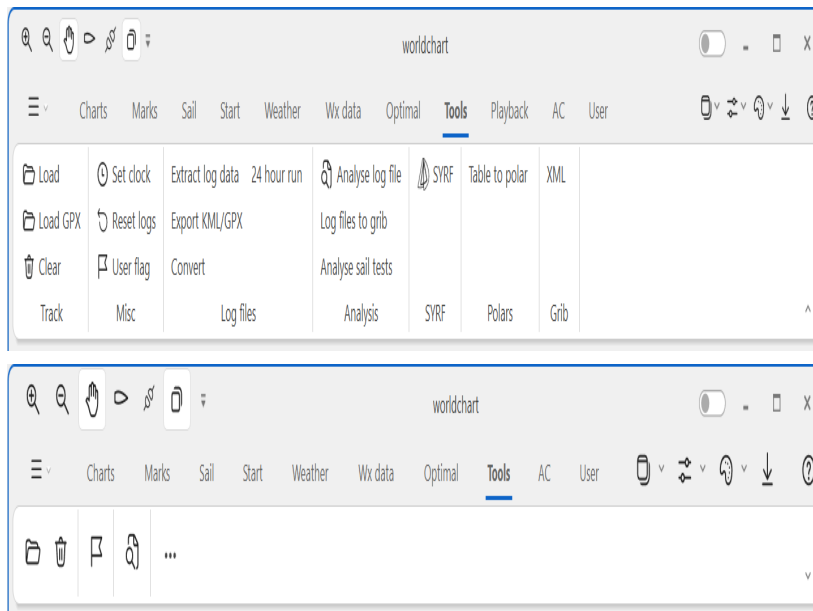 worldchart
Charts Marks Sail Start Weather Wx data Optimal Tools Playback AC User
Load Set clock Extract log data 24 hour run Analyse log file SYRF Table to polar XML
Load GPX Reset logs Export KML/GPX Log files to grib
Clear User flag Convert Analyse sail tests
Track Misc Log files Analysis SYRF Polars Grib
worldchart
Charts Marks Sail Start Weather Wx data Optimal Tools AC User